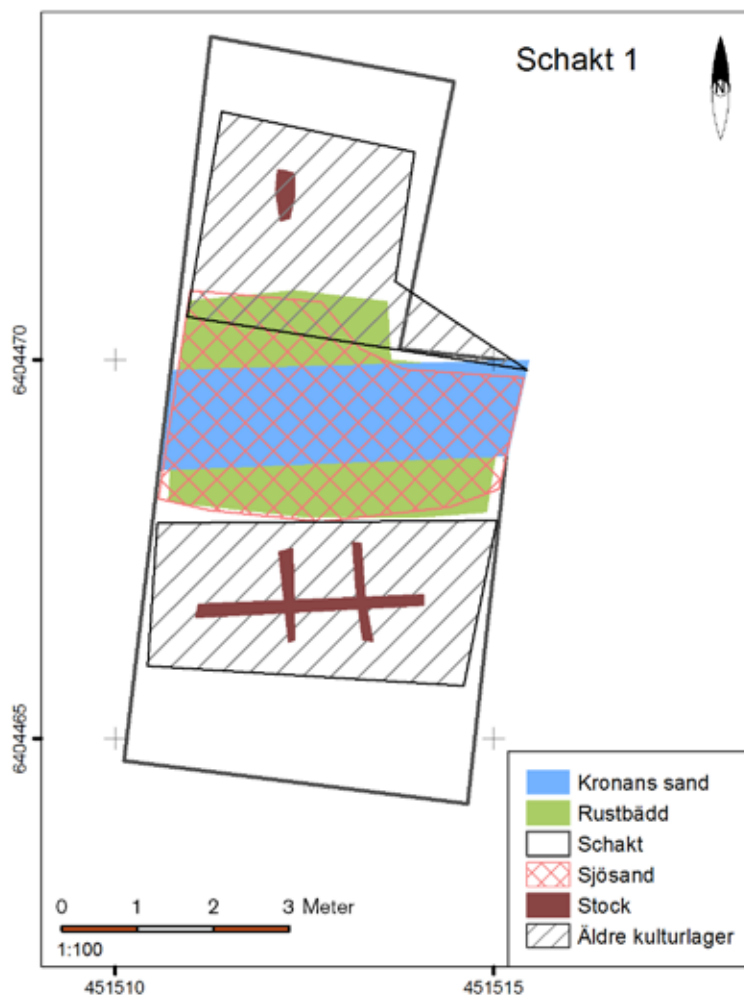 Schakt 1
N
6404470
6404465
Kronans sand
Rustbädd
Schakt
Sjösand
Stock
Äldre kulturlager
0 1 2 3 Meter
1:100
451510 451515